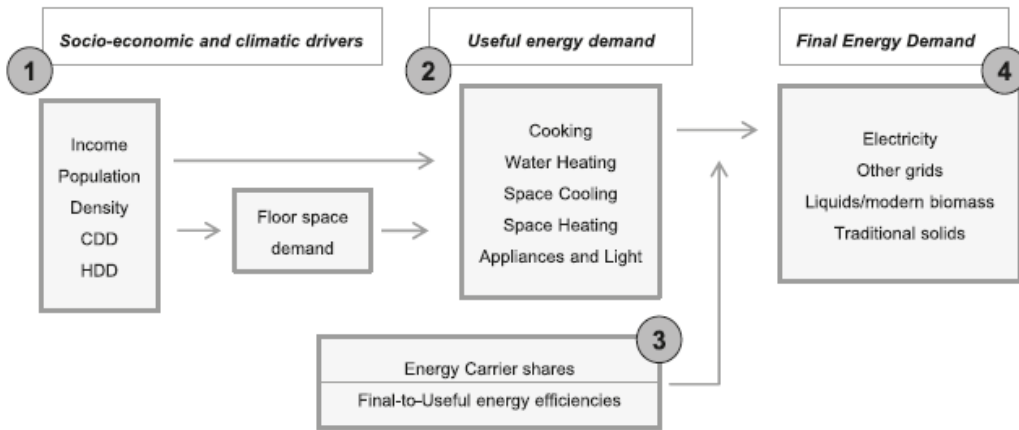 Socio-economic and climatic drivers
1
Income
Population
Density
CDD
HDD
Floor space
demand
Useful energy demand
2
Cooking
Water Heating
Space Cooling
Space Heating
Appliances and Light
3
Energy Carrier shares
Final-to-Useful energy efficiencies
Final Energy Demand
4
Electricity
Other grids
Liquids/modern biomass
Traditional solids